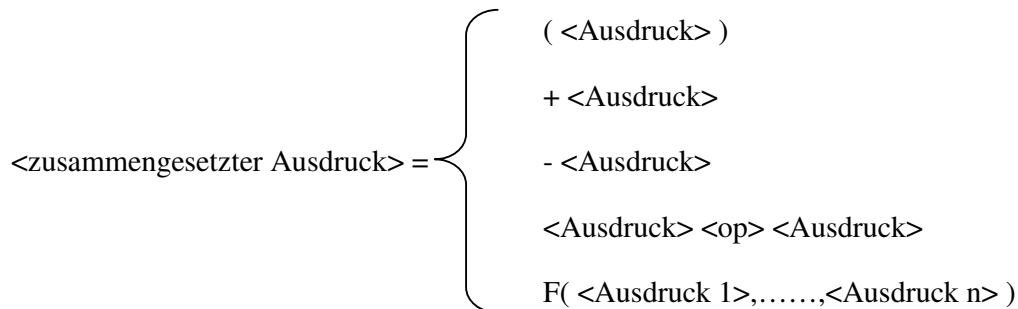 ( <Ausdruck> )
+ <Ausdruck>
<zusammengesetzter Ausdruck> =
- <Ausdruck>
<Ausdruck> <op> <Ausdruck>
F( <Ausdruck 1>,……,<Ausdruck n> )